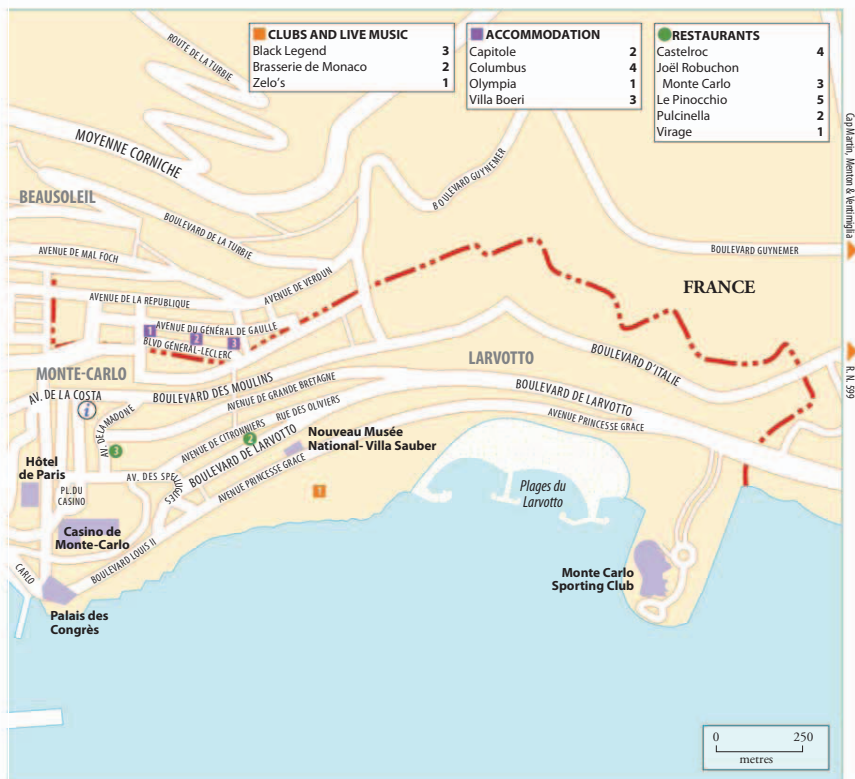 CLUBS AND LIVE MUSIC
Black Legend 3
Brasserie de Monaco 2
Zelo's 1
ACCOMMODATION
Capitole 2
Columbus 4
Olympia 1
Villa Boeri 3
RESTAURANTS
Castelroc 4
Joël Robuchon
Monte Carlo 3
Le Pinocchio 5
Pulcinella 2
Virage 1
ROUTE DE LA TURBIE
MOYENNE CORNICHE
BEAUSOLEIL
BOULEVARD GUYNEMER
BOULEVARD DE LA TURBIE
Cap Martin, Menton & Ventimiglia
BOULEVARD GUYNEMER
AVENUE DE MAL FOCH
AVENUE DE VERDUN
FRANCE
AVENUE DE LA REPUBLIQUE
AVENUE DU GÉNÉRAL DE GAULLE
1
2
3
BLVD GÉNÉRAL-LECLERC
BOULEVARD D'ITALIE
LARVOTTO
R.N. 599
MONTE-CARLO
AV. DE LA COSTA
BOULEVARD DES MOULINS
AVENUE DE GRANDE BRETAGNE
BOULEVARD DE LARVOTTO
AVENUE PRINCESSE GRACE
i
AV. DE LA MADONE
RUE DES OLIVIERS
AVENUE DE CITRONNIERS
2
BOULEVARD DE LARVOTTO
Nouveau Musée
National- Villa Sauber
3
Hôtel
de Paris
AV. DES SPELUGUES
AVENUE PRINCESSE GRACE
1
PL. DU
CASINO
Plages du
Larvotto
Casino de
Monte-Carlo
BOULEVARD LOUIS II
CARLO
Monte Carlo
Sporting Club
Palais des
Congrès
0 250
metres